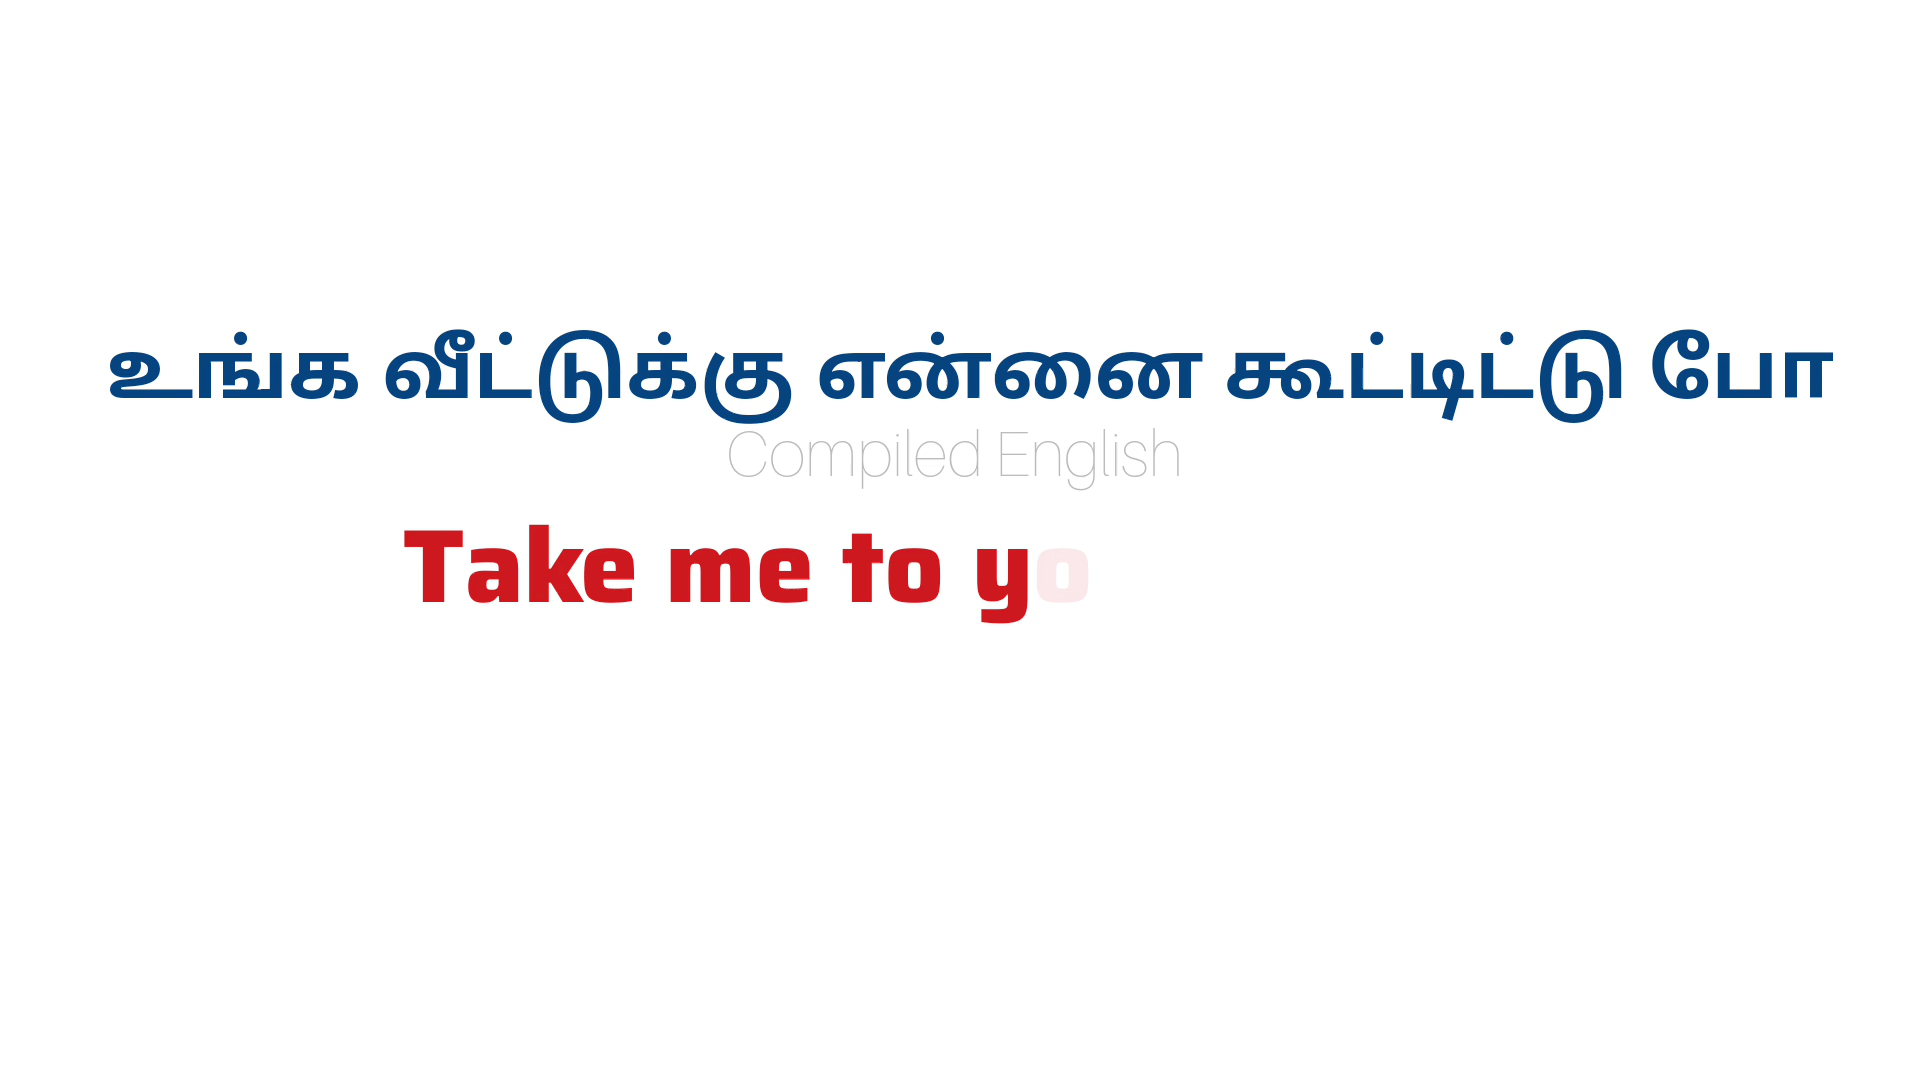 உங்க வீட்டுக்கு என்னை கூட்டிட்டு போ
Compiled English
Take me to yo